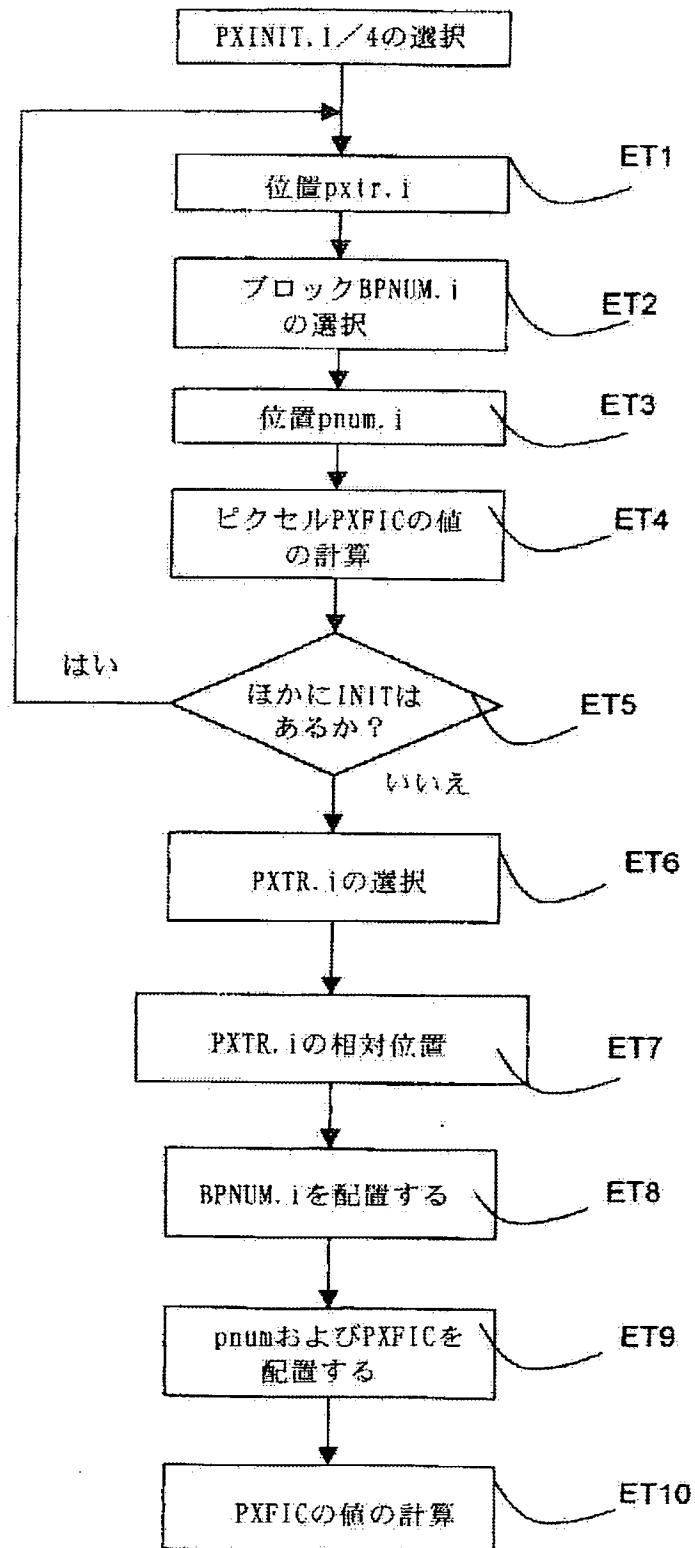 PXINIT.i/4の選択
ET1
位置pxtr.i
ブロックBPNUM.i
の選択
ET2
位置pnum.i
ET3
ピクセルPXFICの値
の計算
ET4
はい
ほかにINITは
あるか?
ET5
いいえ
PXTR.iの選択
ET6
PXTR.iの相対位置
ET7
BPNUM.iを配置する
ET8
pnumおよびPXFICを
配置する
ET9
PXFICの値の計算
ET10